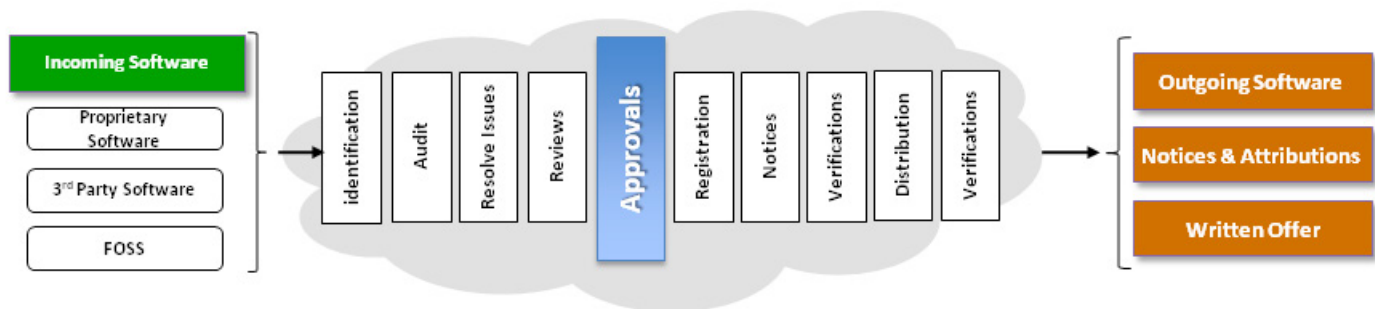 Incoming Software
Proprietary
Software
3rd Party Software
FOSS
identification
Audit
Resolve Issues
Reviews
Approvals
Registration
Notices
Verifications
Distribution
Verifications
Outgoing Software
Notices & Attributions
Written Offer